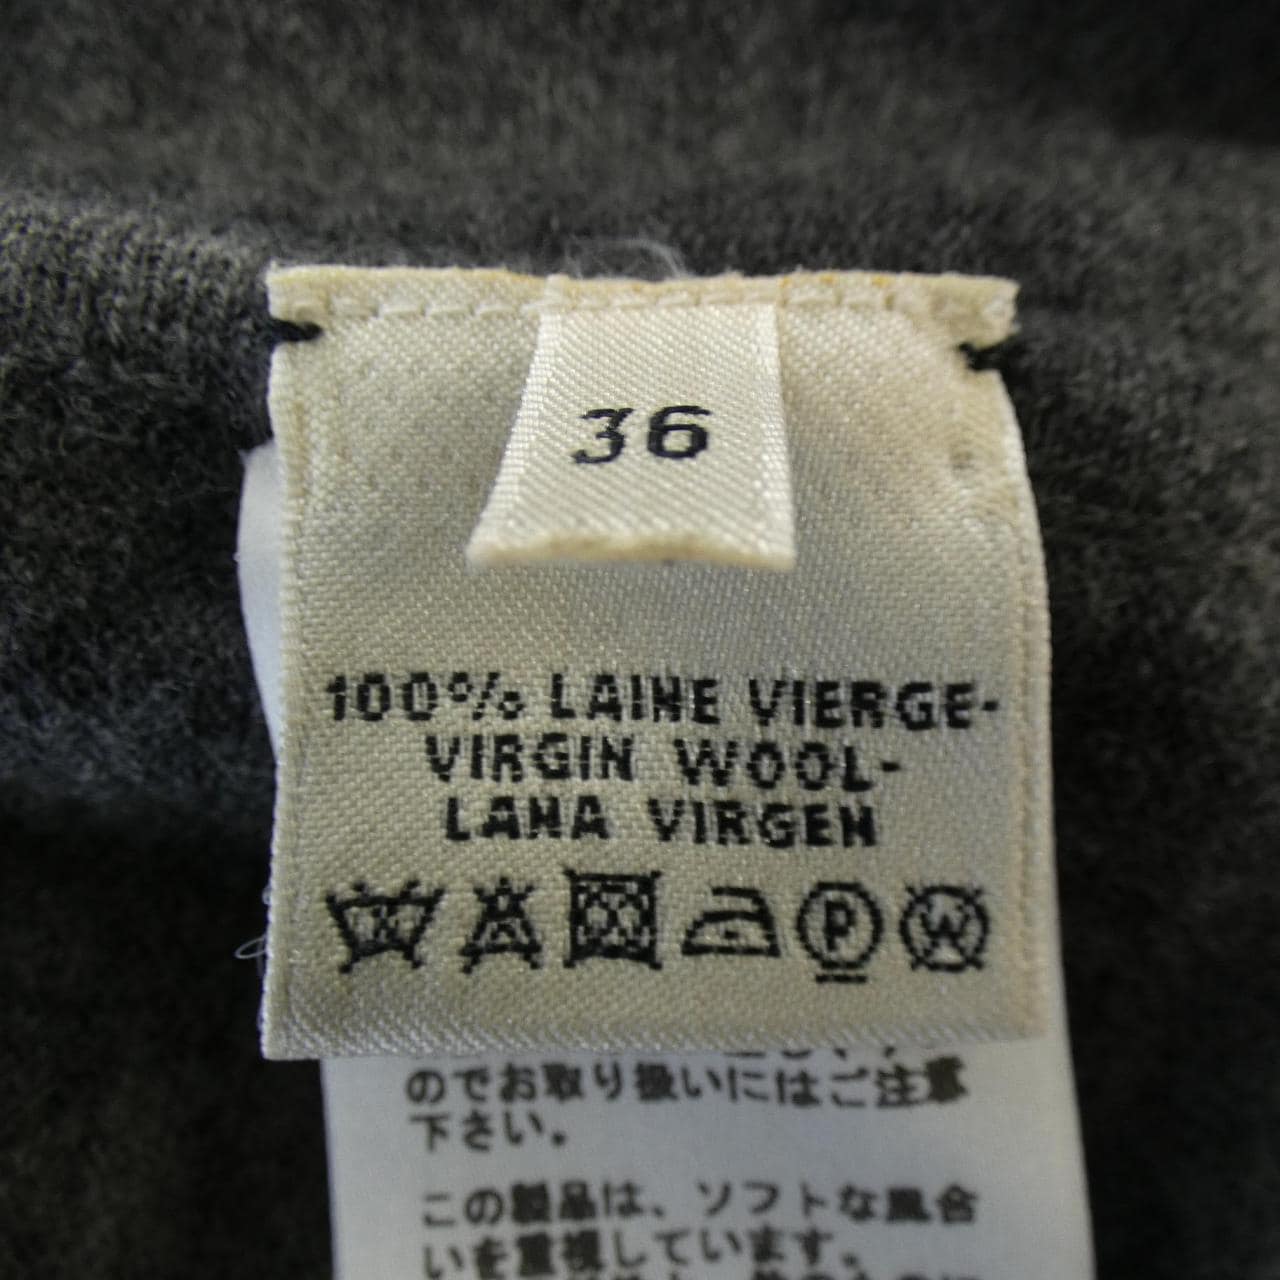 36
100% LAINE VIERGE-
VIRGIN WOOL-
LANA VIRGEN
P W
のでお取り扱いにはご注意
下さい。
この製品は、ソフトな風合
いを重視しています。